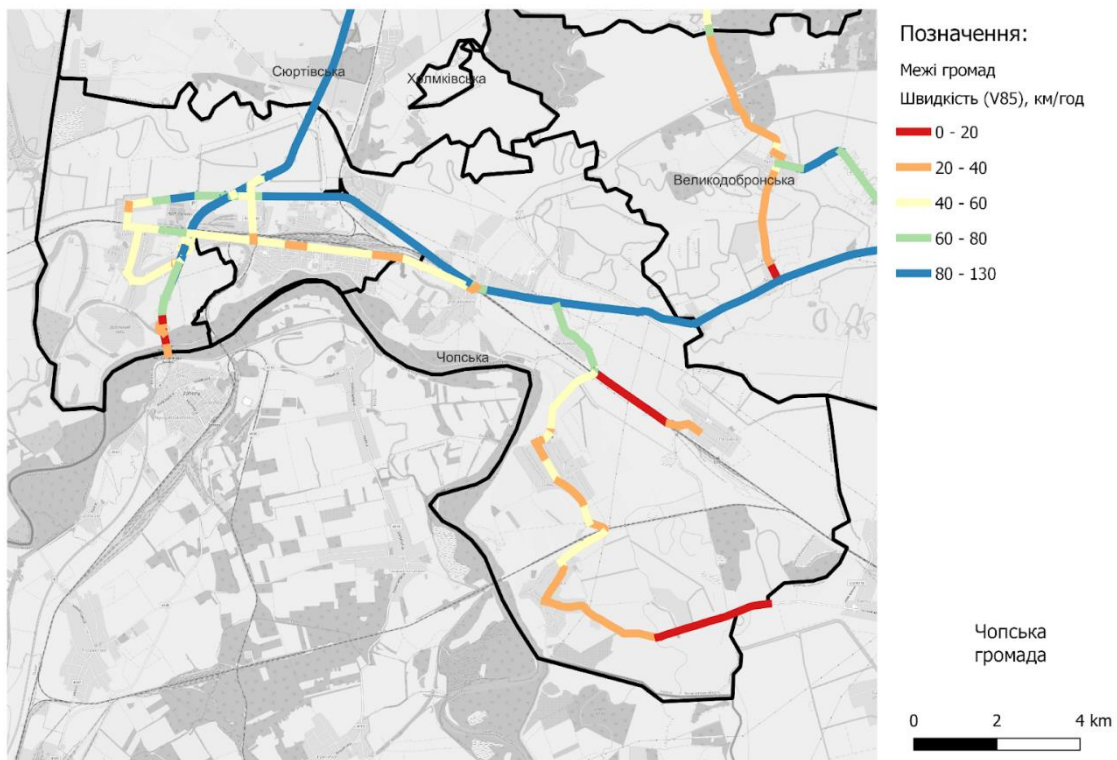 Сюртівська
Холмківська
Великодобронська
Чопська
Позначення:
Межі громад
Швидкість (V85), км/год
0 - 20
20 - 40
40 - 60
60 - 80
80 - 130
Чопська
громада
0 2 4 km